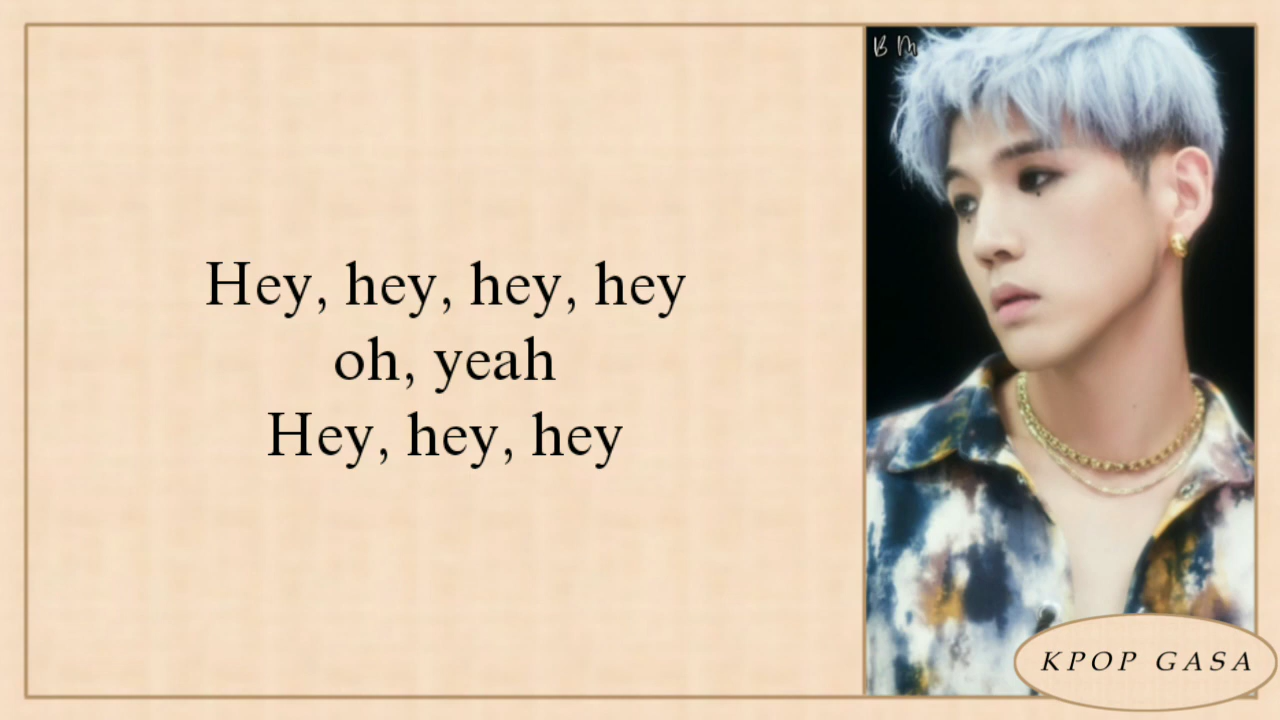 Hey, hey, hey, hey
oh, yeah
Hey, hey, hey
B M
KPOP GASA